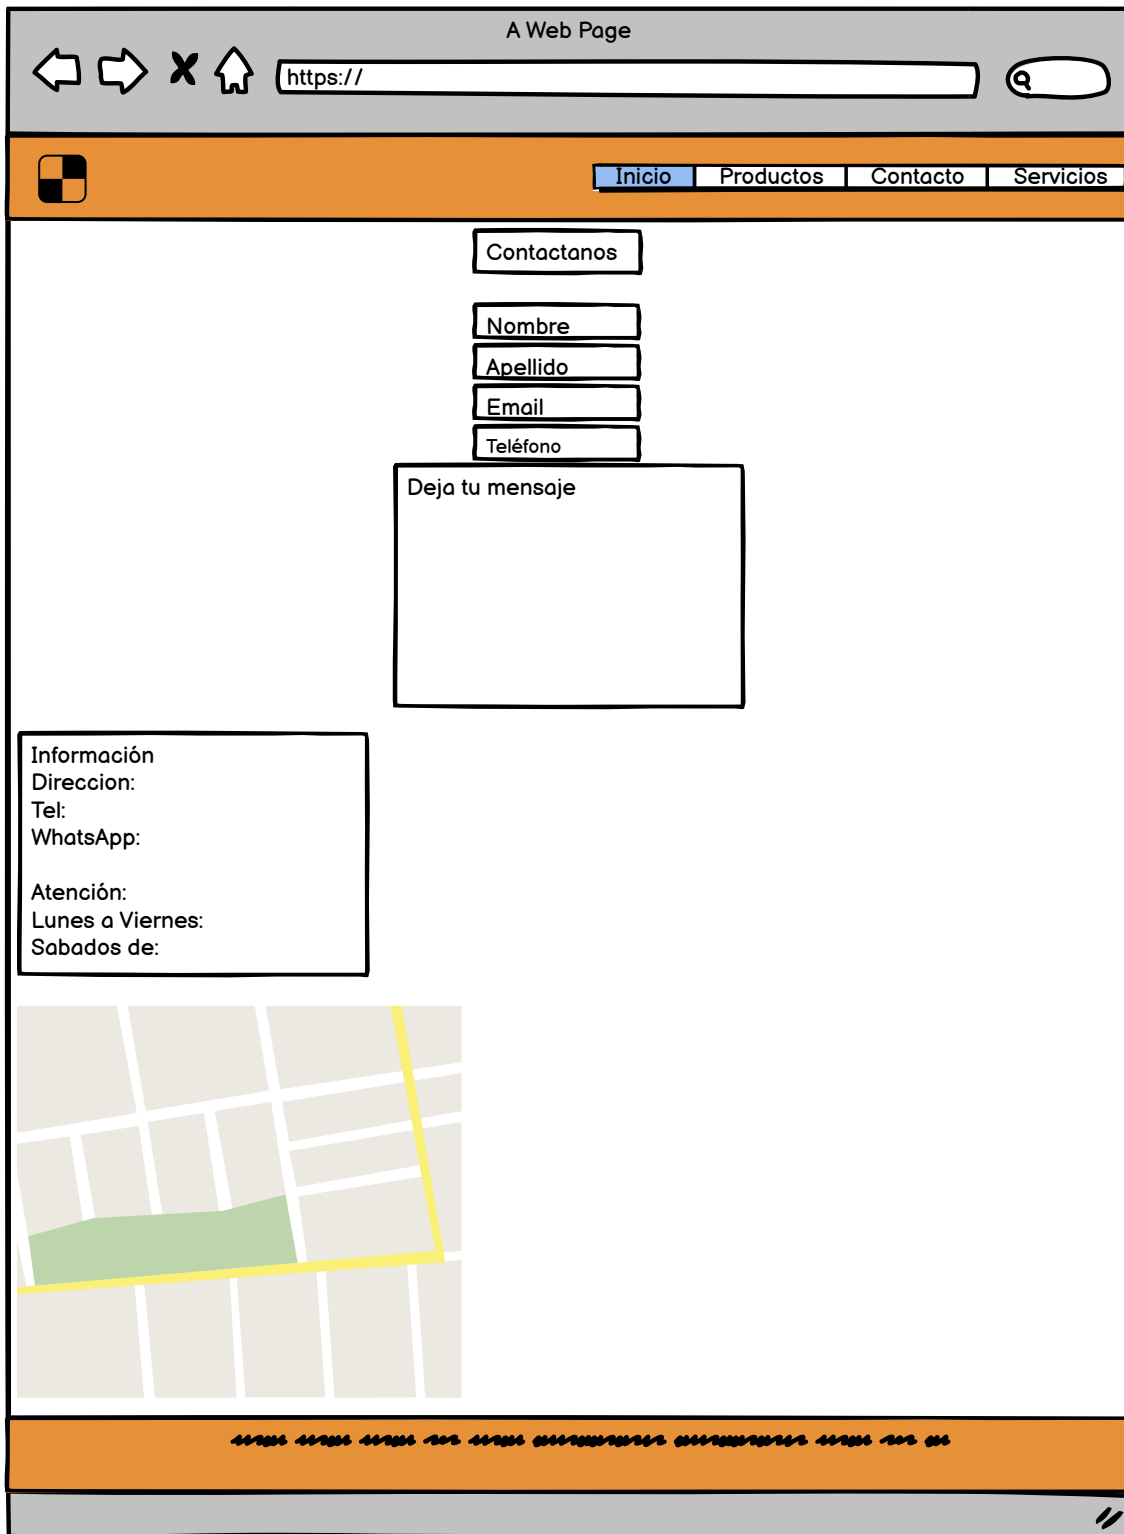 A Web Page
https://
Inicio Productos Contacto Servicios
Contactanos
Nombre
Apellido
Email
Teléfono
Deja tu mensaje
Información
Direccion:
Tel:
WhatsApp:
Atención:
Lunes a Viernes:
Sabados de: